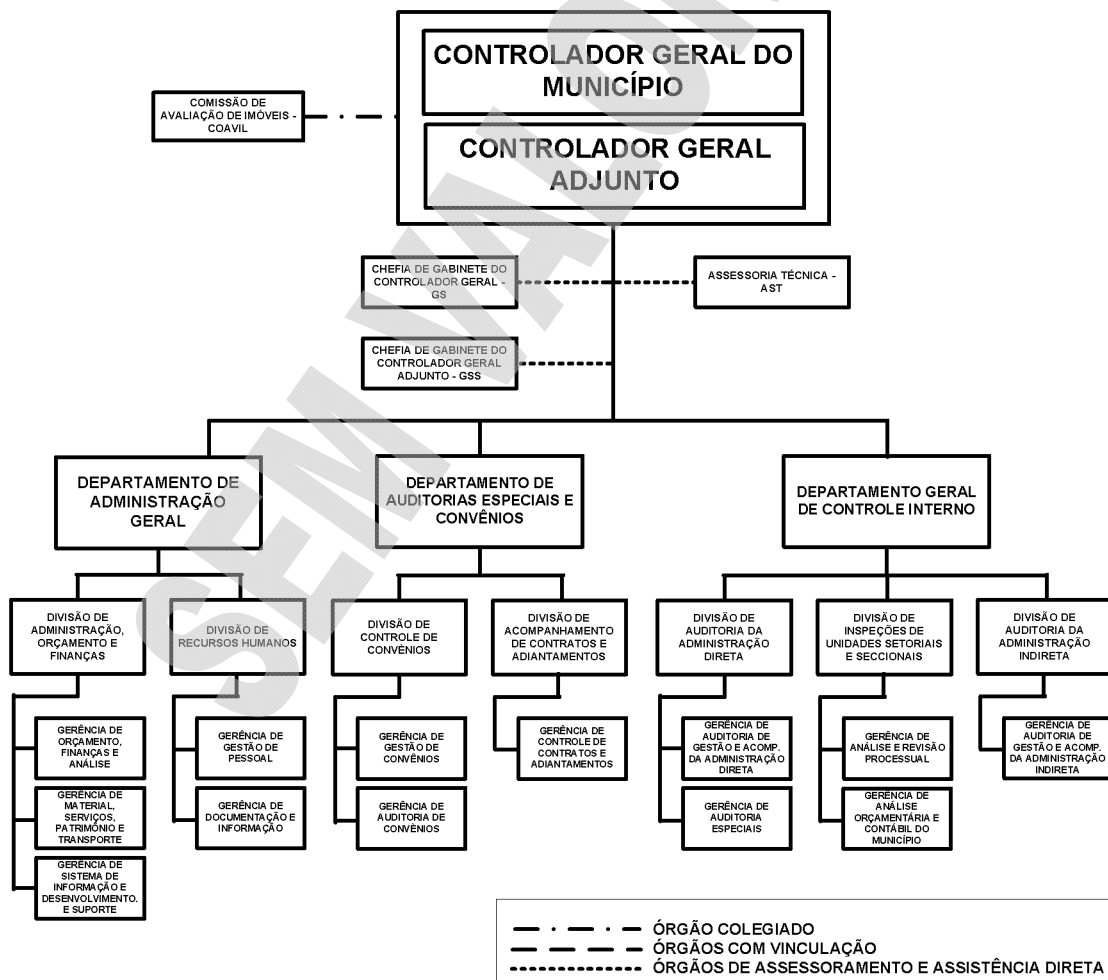 CONTROLADOR GERAL DO
MUNICÍPIO
COMISSÃO DE
AVALIAÇÃO DE IMÓVEIS -
COAVIL
CONTROLADOR GERAL
ADJUNTO
CHEFIA DE GABINETE DO
CONTROLADOR GERAL -
GS
ASSESSORIA TÉCNICA -
AST
CHEFIA DE GABINETE DO
CONTROLADOR GERAL
ADJUNTO - GSS
DEPARTAMENTO DE
ADMINISTRAÇÃO
GERAL
DEPARTAMENTO DE
AUDITORIAS ESPECIAIS E
CONVÊNIOS
DEPARTAMENTO GERAL
DE CONTROLE INTERNO
DIVISÃO DE
ADMINISTRAÇÃO,
ORÇAMENTO E
FINANÇAS
DIVISÃO DE
RECURSOS HUMANOS
DIVISÃO DE
CONTROLE DE
CONVÊNIOS
DIVISÃO DE
ACOMPANHAMENTO
DE CONTRATOS E
ADIANTAMENTOS
DIVISÃO DE
AUDITORIA DA
ADMINISTRAÇÃO
DIRETA
DIVISÃO DE
INSPEÇÕES DE
UNIDADES SETORIAIS
E SECCIONAIS
DIVISÃO DE
AUDITORIA DA
ADMINISTRAÇÃO
INDIRETA
GERÊNCIA DE
ORÇAMENTO,
FINANÇAS E
ANÁLISE
GERÊNCIA DE
GESTÃO DE
PESSOAL
GERÊNCIA DE
GESTÃO DE
CONVÊNIOS
GERÊNCIA DE
CONTROLE DE
CONTRATOS E
ADIANTAMENTOS
GERÊNCIA DE
AUDITORIA DE
GESTÃO E ACOMP.
DA ADMINISTRAÇÃO
DIRETA
GERÊNCIA DE
ANÁLISE E REVISÃO
PROCESSUAL
GERÊNCIA DE
AUDITORIA DE
GESTÃO E ACOMP.
DA ADMINISTRAÇÃO
INDIRETA
GERÊNCIA DE
MATERIAL,
SERVIÇOS,
PATRIMÔNIO E
TRANSPORTE
GERÊNCIA DE
DOCUMENTAÇÃO E
INFORMAÇÃO
GERÊNCIA DE
AUDITORIA DE
CONVÊNIOS
GERÊNCIA DE
AUDITORIA
ESPECIAIS
GERÊNCIA DE
ANÁLISE
ORÇAMENTÁRIA E
CONTÁBIL DO
MUNICÍPIO
GERÊNCIA DE
SISTEMA DE
INFORMAÇÃO E
DESENVOLVIMENTO.
E SUPORTE
ÓRGÃO COLEGIADO
ÓRGÃOS COM VINCULAÇÃO
ÓRGÃOS DE ASSESSORAMENTO E ASSISTÊNCIA DIRETA
SEM VALO